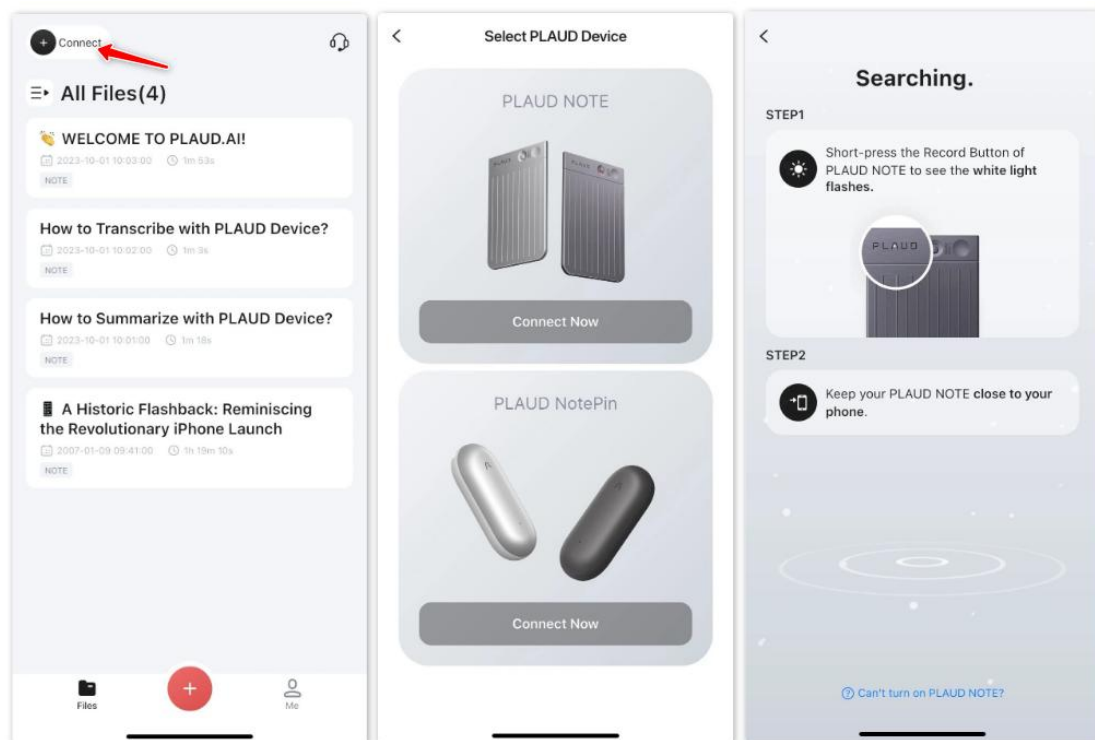 Connect
All Files(4)
WELCOME TO PLAUD.AI!
2023-10-01 10:03:00 1m 53s
NOTE
How to Transcribe with PLAUD Device?
2023-10-01 10:02:00 1m 3s
NOTE
How to Summarize with PLAUD Device?
2023-10-01 10:01:00 1m 18s
NOTE
A Historic Flashback: Reminiscing
the Revolutionary iPhone Launch
2007-01-09 09:41:00 1h 19m 10s
NOTE
Files
Me
Select PLAUD Device
PLAUD NOTE
PLAUD
PLAUD
Connect Now
PLAUD NotePin
Connect Now
Searching.
STEP1
Short-press the Record Button of
PLAUD NOTE to see the white light
flashes.
PLAUD
STEP2
Keep your PLAUD NOTE close to your
phone.
Can't turn on PLAUD NOTE?